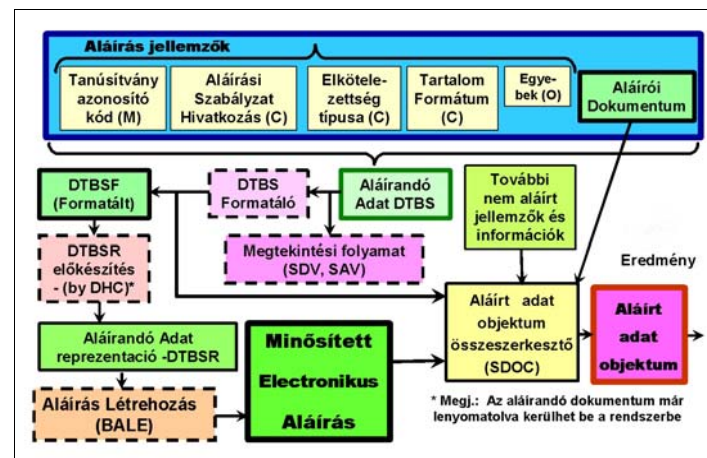 Aláírás jellemzők
Tanúsítvány
azonosító
kód (M)
Aláírási
Szabályzat
Hivatkozás (C)
Elkötele-
zettség
típusa (C)
Tartalom
Formátum
(C)
Egye-
bek (O)
Aláírói
Dokumentum
DTBSF
(Formatált)
DTBS
Formatáló
Aláírandó
Adat DTBS
További
nem aláírt
jellemzők és
információk
DTBSR
előkészítés
- (by DHC)*
Megtekintési folyamat
(SDV, SAV)
Eredmény
Aláírandó Adat
reprezentáció -DTBSR
Minősített
Electronikus
Aláírás
Aláírt adat
objektum
összeszerkesztő
(SDOC)
Aláírt
adat
objektum
Aláírás Létrehozás
(BALE)
* Megj.: Az aláírandó dokumentum már
lenyomatolva kerülhet be a rendszerbe